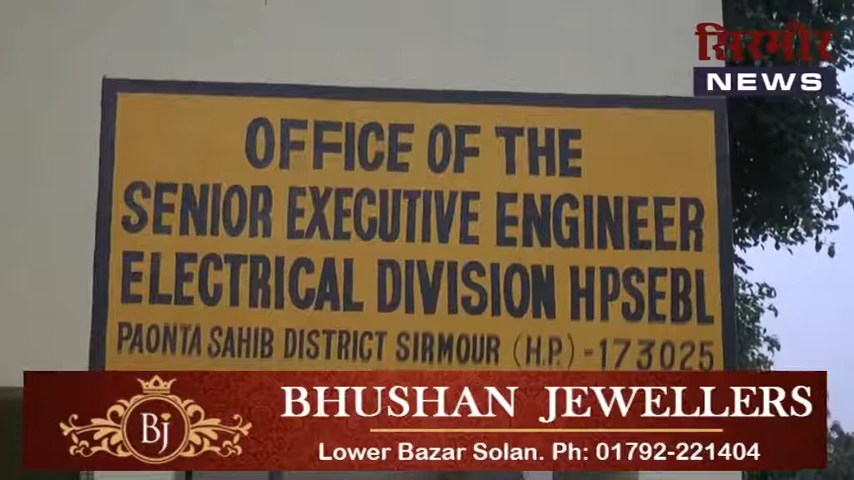 सिरमौर
NEWS
OFFICE OF THE
SENIOR EXECUTIVE ENGINEER
ELECTRICAL DIVISION HPSEBL
PAONTA SAHIB DISTRICT SIRMOUR (H.P.) -173025
BJ
BHUSHAN JEWELLERS
Lower Bazar Solan. Ph: 01792-221404